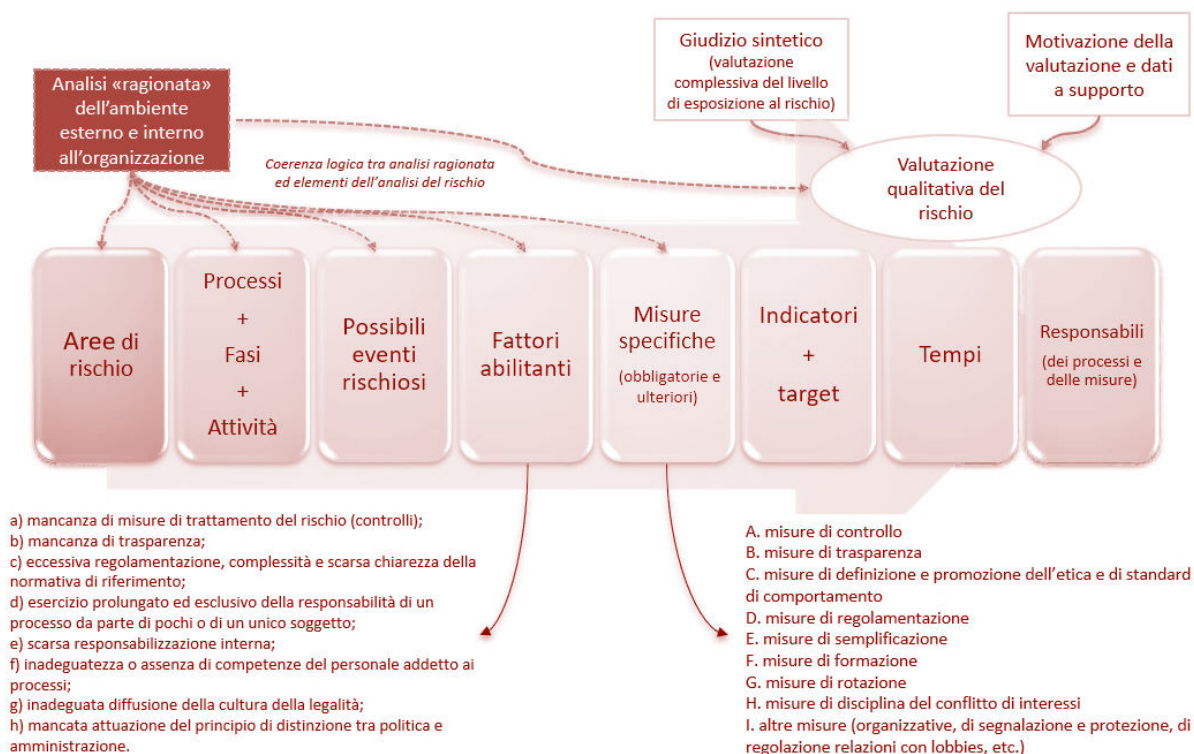 Analisi «ragionata»
dell'ambiente
esterno e interno
all'organizzazione
Giudizio sintetico
(valutazione
complessiva del livello
di esposizione al rischio)
Motivazione della
valutazione e dati
a supporto
Coerenza logica tra analisi ragionata
ed elementi dell'analisi del rischio
Valutazione
qualitativa del
rischio
Aree di
rischio
Processi
+
Fasi
+
Attività
Possibili
eventi
rischiosi
Fattori
abilitanti
Misure
specifiche
(obbligatorie e
ulteriori)
Indicatori
+
target
Tempi
Responsabili
(dei processi e
delle misure)
a) mancanza di misure di trattamento del rischio (controlli);
b) mancanza di trasparenza;
c) eccessiva regolamentazione, complessità e scarsa chiarezza della
normativa di riferimento;
d) esercizio prolungato ed esclusivo della responsabilità di un
processo da parte di pochi o di un unico soggetto;
e) scarsa responsabilizzazione interna;
f) inadeguatezza o assenza di competenze del personale addetto ai
processi;
g) inadeguata diffusione della cultura della legalità;
h) mancata attuazione del principio di distinzione tra politica e
amministrazione.
A. misure di controllo
B. misure di trasparenza
C. misure di definizione e promozione dell'etica e di standard
di comportamento
D. misure di regolamentazione
E. misure di semplificazione
F. misure di formazione
G. misure di rotazione
H. misure di disciplina del conflitto di interessi
I. altre misure (organizzative, di segnalazione e protezione, di
regolazione relazioni con lobbies, etc.)